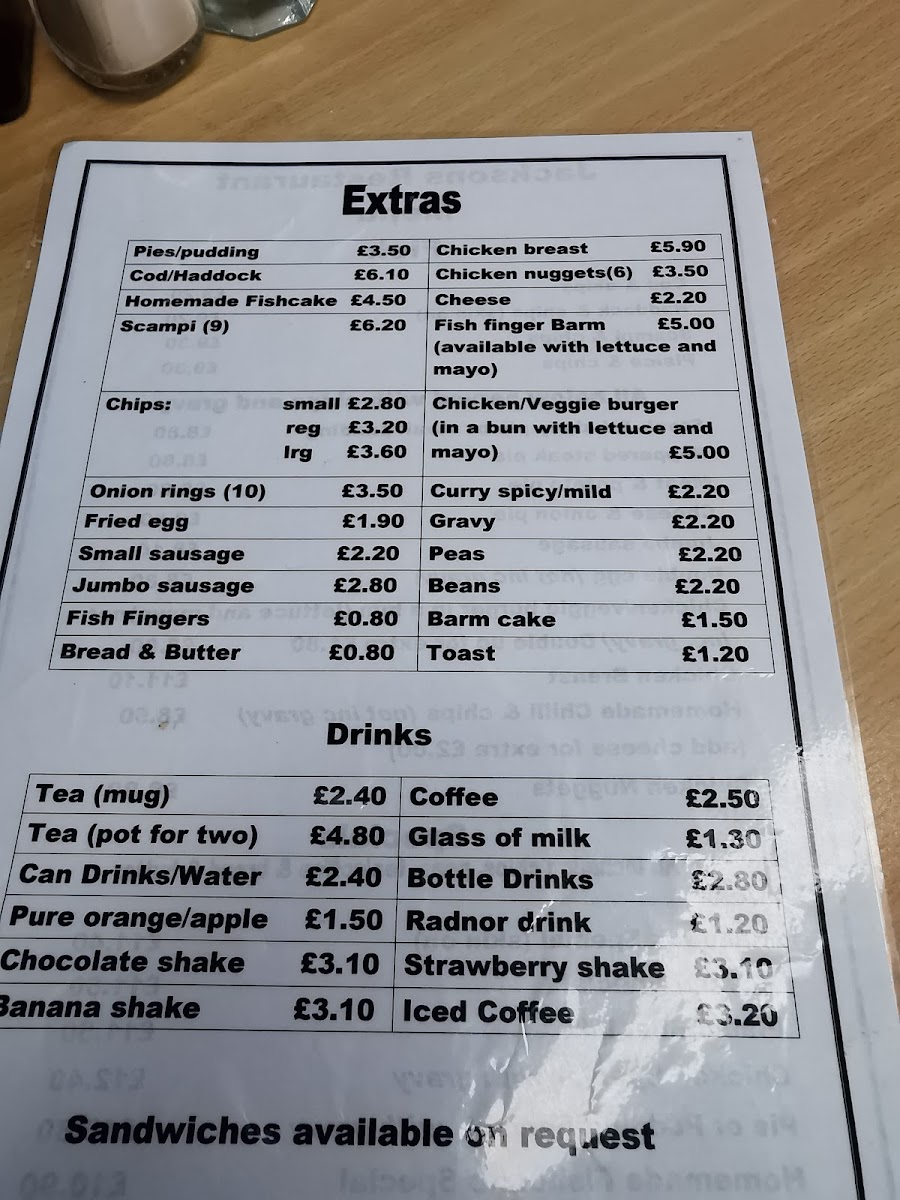 Extras
Pies/pudding £3.50 Chicken breast £5.90
Cod/Haddock £6.10 Chicken nuggets(6) £3.50
Homemade Fishcake £4.50 Cheese £2.20
Scampi (9) £6.20 Fish finger Barm £5.00
(available with lettuce and
mayo)
Chips: small £2.80 Chicken/Veggie burger
reg £3.20 (in a bun with lettuce and
lrg £3.60 mayo) £5.00
Onion rings (10) £3.50 Curry spicy/mild £2.20
Fried egg £1.90 Gravy £2.20
Small sausage £2.20 Peas £2.20
Jumbo sausage £2.80 Beans £2.20
Fish Fingers £0.80 Barm cake £1.50
Bread & Butter £0.80 Toast £1.20
Drinks
Tea (mug) £2.40 Coffee £2.50
Tea (pot for two) £4.80 Glass of milk £1.30
Can Drinks/Water £2.40 Bottle Drinks £2.80
Pure orange/apple £1.50 Radnor drink £1.20
Chocolate shake £3.10 Strawberry shake £3.10
Banana shake £3.10 Iced Coffee £3.20
Sandwiches available on request